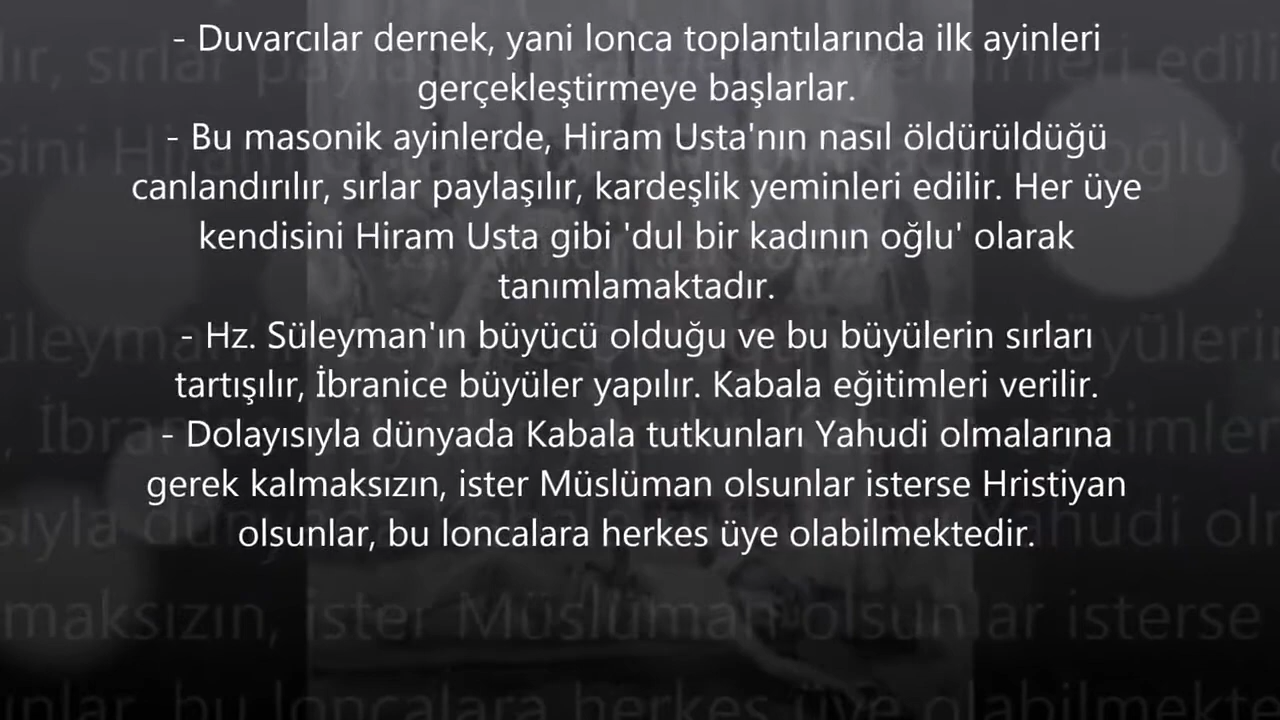 - Duvarcılar dernek, yani lonca toplantılarında ilk ayinleri
gerçekleştirmeye başlarlar.
- Bu masonik ayinlerde, Hiram Usta'nın nasıl öldürüldüğü
canlandırılır, sırlar paylaşılır, kardeşlik yeminleri edilir. Her üye
kendisini Hiram Usta gibi 'dul bir kadının oğlu' olarak
tanımlamaktadır.
- Hz. Süleyman'ın büyücü olduğu ve bu büyülerin sırları
tartışılır, İbranice büyüler yapılır. Kabala eğitimleri verilir.
- Dolayısıyla dünyada Kabala tutkunları Yahudi olmalarına
gerek kalmaksızın, ister Müslüman olsunlar isterse Hristiyan
olsunlar, bu loncalara herkes üye olabilmektedir.